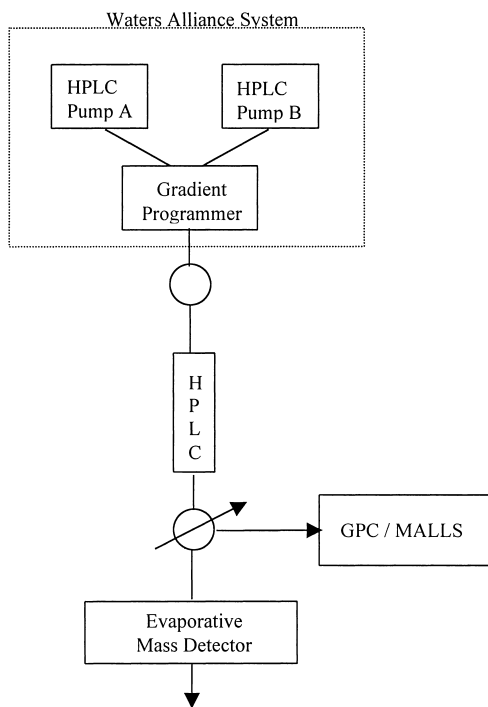 Waters Alliance System
HPLC
Pump A
HPLC
Pump B
Gradient
Programmer
H
P
L
C
GPC / MALLS
Evaporative
Mass Detector